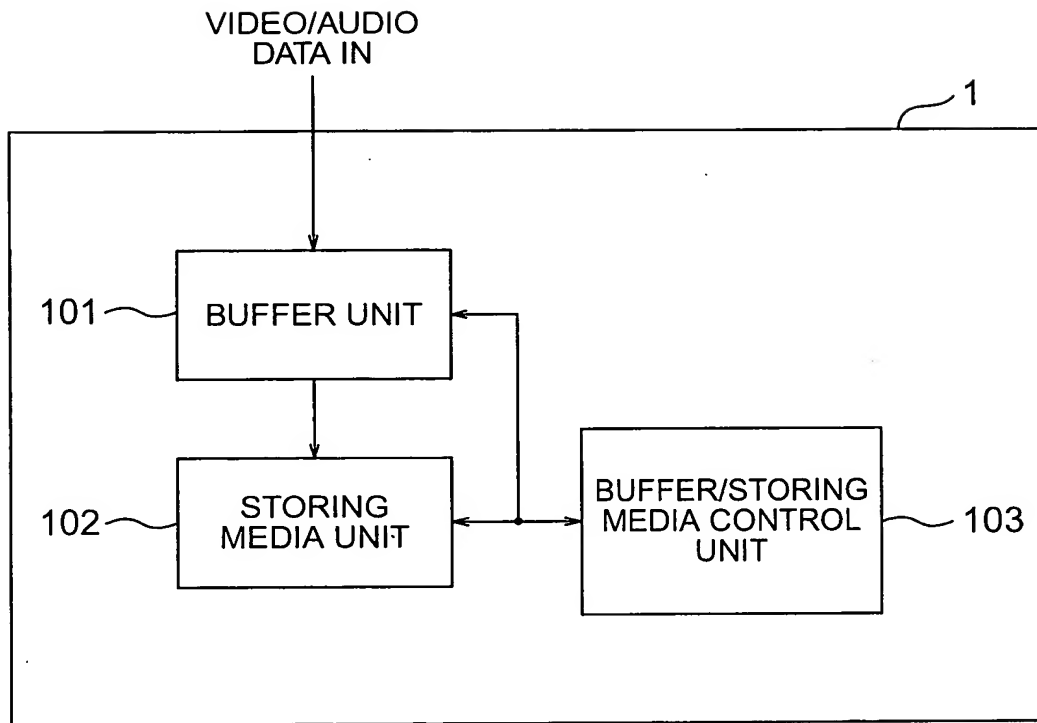 VIDEO/AUDIO
DATA IN
1
101
BUFFER UNIT
102
STORING
MEDIA UNIT
BUFFER/STORING
MEDIA CONTROL
UNIT
103